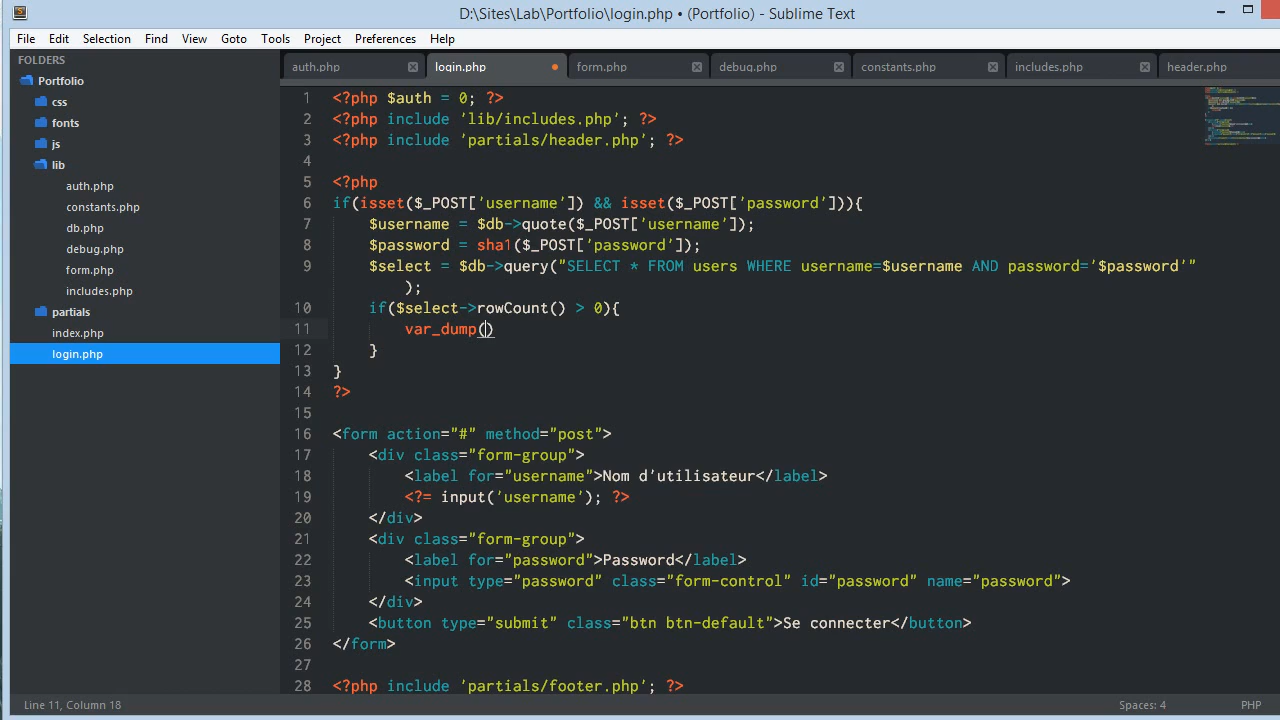 D:\Sites\Lab\Portfolio\login.php • (Portfolio) - Sublime Text
File Edit Selection Find View Goto Tools Project Preferences Help
FOLDERS
Portfolio
css
fonts
js
lib
auth.php
constants.php
db.php
debug.php
form.php
includes.php
partials
index.php
login.php
auth.php login.php form.php debug.php constants.php includes.php header.php
1 <?php $auth = 0; ?>
2 <?php include 'lib/includes.php'; ?>
3 <?php include 'partials/header.php'; ?>
4
5 <?php
6 if(isset($_POST['username']) && isset($_POST['password'])){
7     $username = $db->quote($_POST['username']);
8     $password = sha1($_POST['password']);
9     $select = $db->query("SELECT * FROM users WHERE username=$username AND password='$password'"
        );
10     if($select->rowCount() > 0){
11         var_dump()
12     }
13 }
14 ?>
15
16 <form action="#" method="post">
17     <div class="form-group">
18         <label for="username">Nom d'utilisateur</label>
19         <?= input('username'); ?>
20     </div>
21     <div class="form-group">
22         <label for="password">Password</label>
23         <input type="password" class="form-control" id="password" name="password">
24     </div>
25     <button type="submit" class="btn btn-default">Se connecter</button>
26 </form>
27
28 <?php include 'partials/footer.php'; ?>
Line 11, Column 18 Spaces: 4 PHP